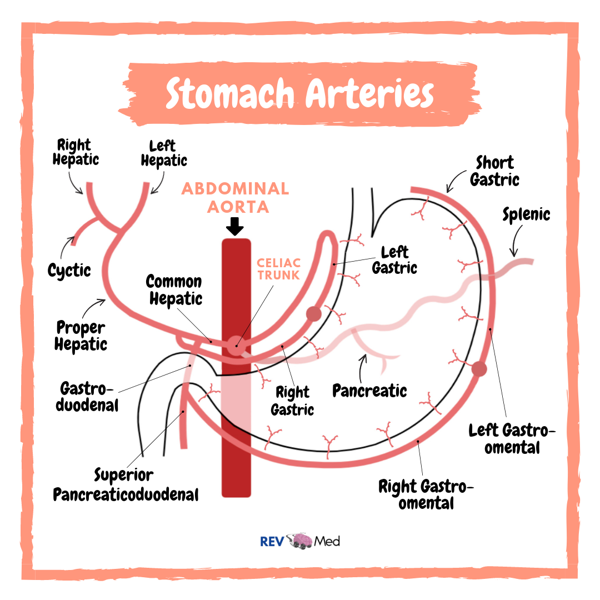 Stomach Arteries
Right
Hepatic
Left
Hepatic
Short
Gastric
ABDOMINAL
AORTA
Splenic
Cyctic
CELIAC
TRUNK
Left
Gastric
Common
Hepatic
Proper
Hepatic
Gastro-
duodenal
Right
Gastric
Pancreatic
Left Gastro-
omental
Superior
Pancreaticoduodenal
Right Gastro-
omental
REV Med